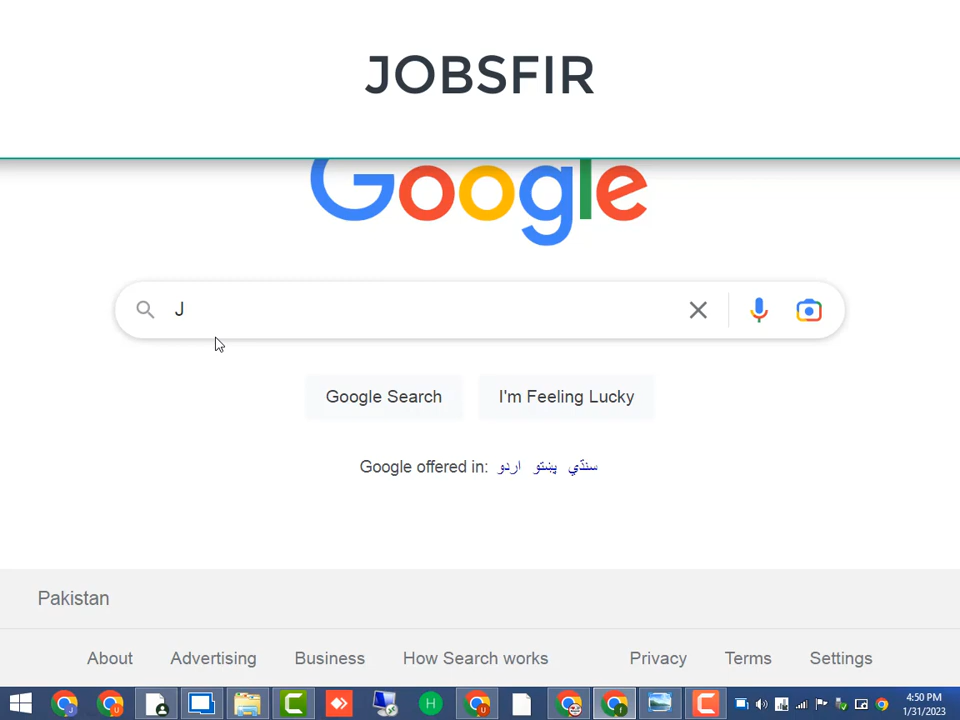 JOBSFIR
Google
J
Google Search
I'm Feeling Lucky
Google offered in: اردو پښتو سنڌي
Pakistan
About Advertising Business How Search works Privacy Terms Settings
4:50 PM
1/31/2023